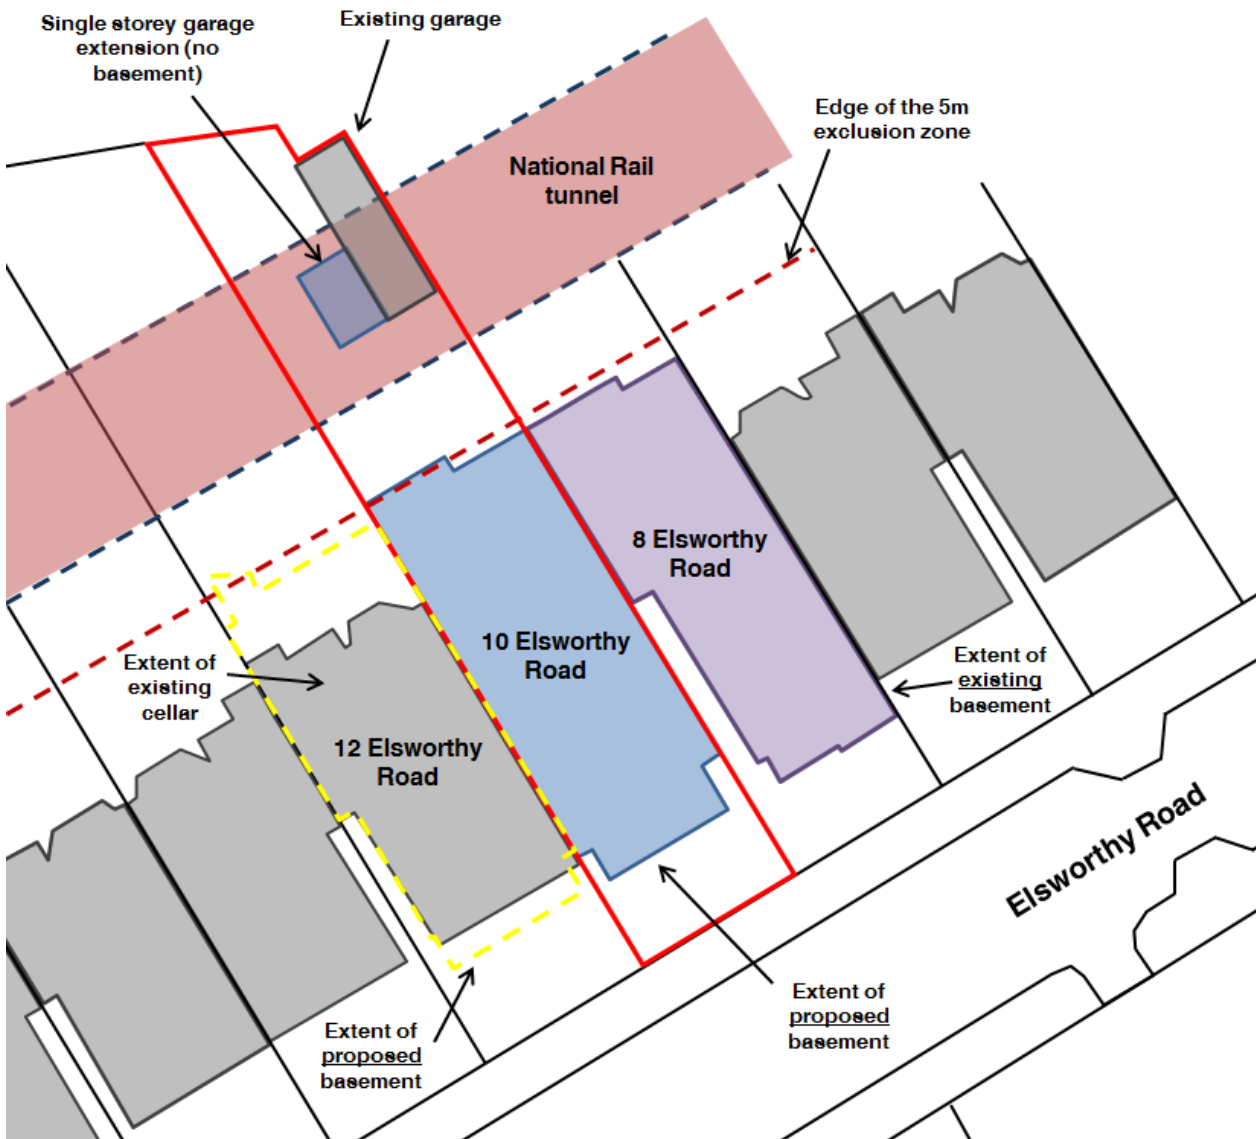 Single storey garage
extension (no
basement)
Existing garage
Edge of the 5m
exclusion zone
National Rail
tunnel
8 Elsworthy
Road
10 Elsworthy
Road
Extent of
existing
cellar
Extent of
existing
basement
12 Elsworthy
Road
Elsworthy Road
Extent of
proposed
basement
Extent of
proposed
basement